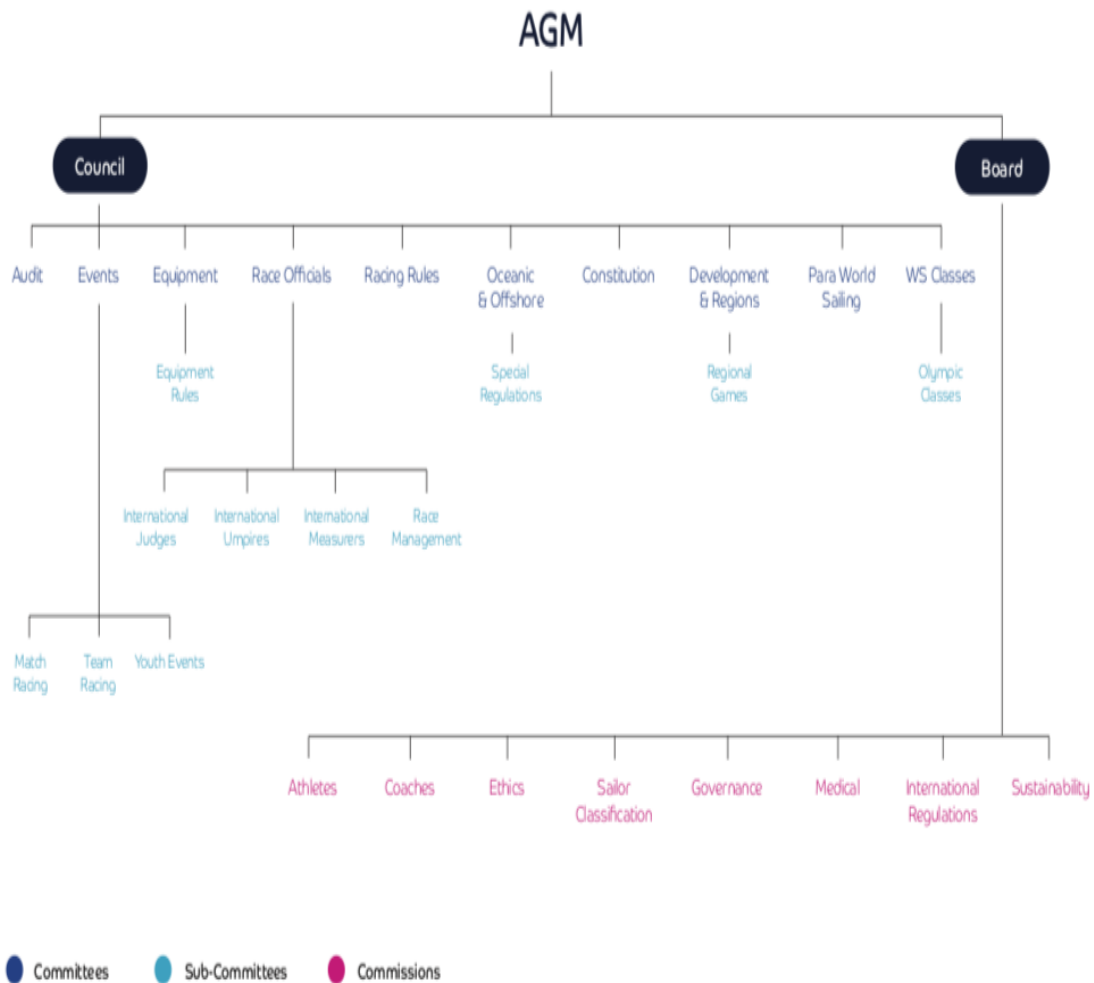 AGM
Council
Board
Audit
Events
Equipment
Race Officials
Racing Rules
Oceanic
& Offshore
Constitution
Development
& Regions
Para World
Sailing
WS Classes
Equipment
Rules
Special
Regulations
Regional
Games
Olympic
Classes
International
Judges
International
Umpires
International
Measurers
Race
Management
Match
Racing
Team
Racing
Youth Events
Athletes
Coaches
Ethics
Sailor
Classification
Governance
Medical
International
Regulations
Sustainability
Committees
Sub-Committees
Commissions